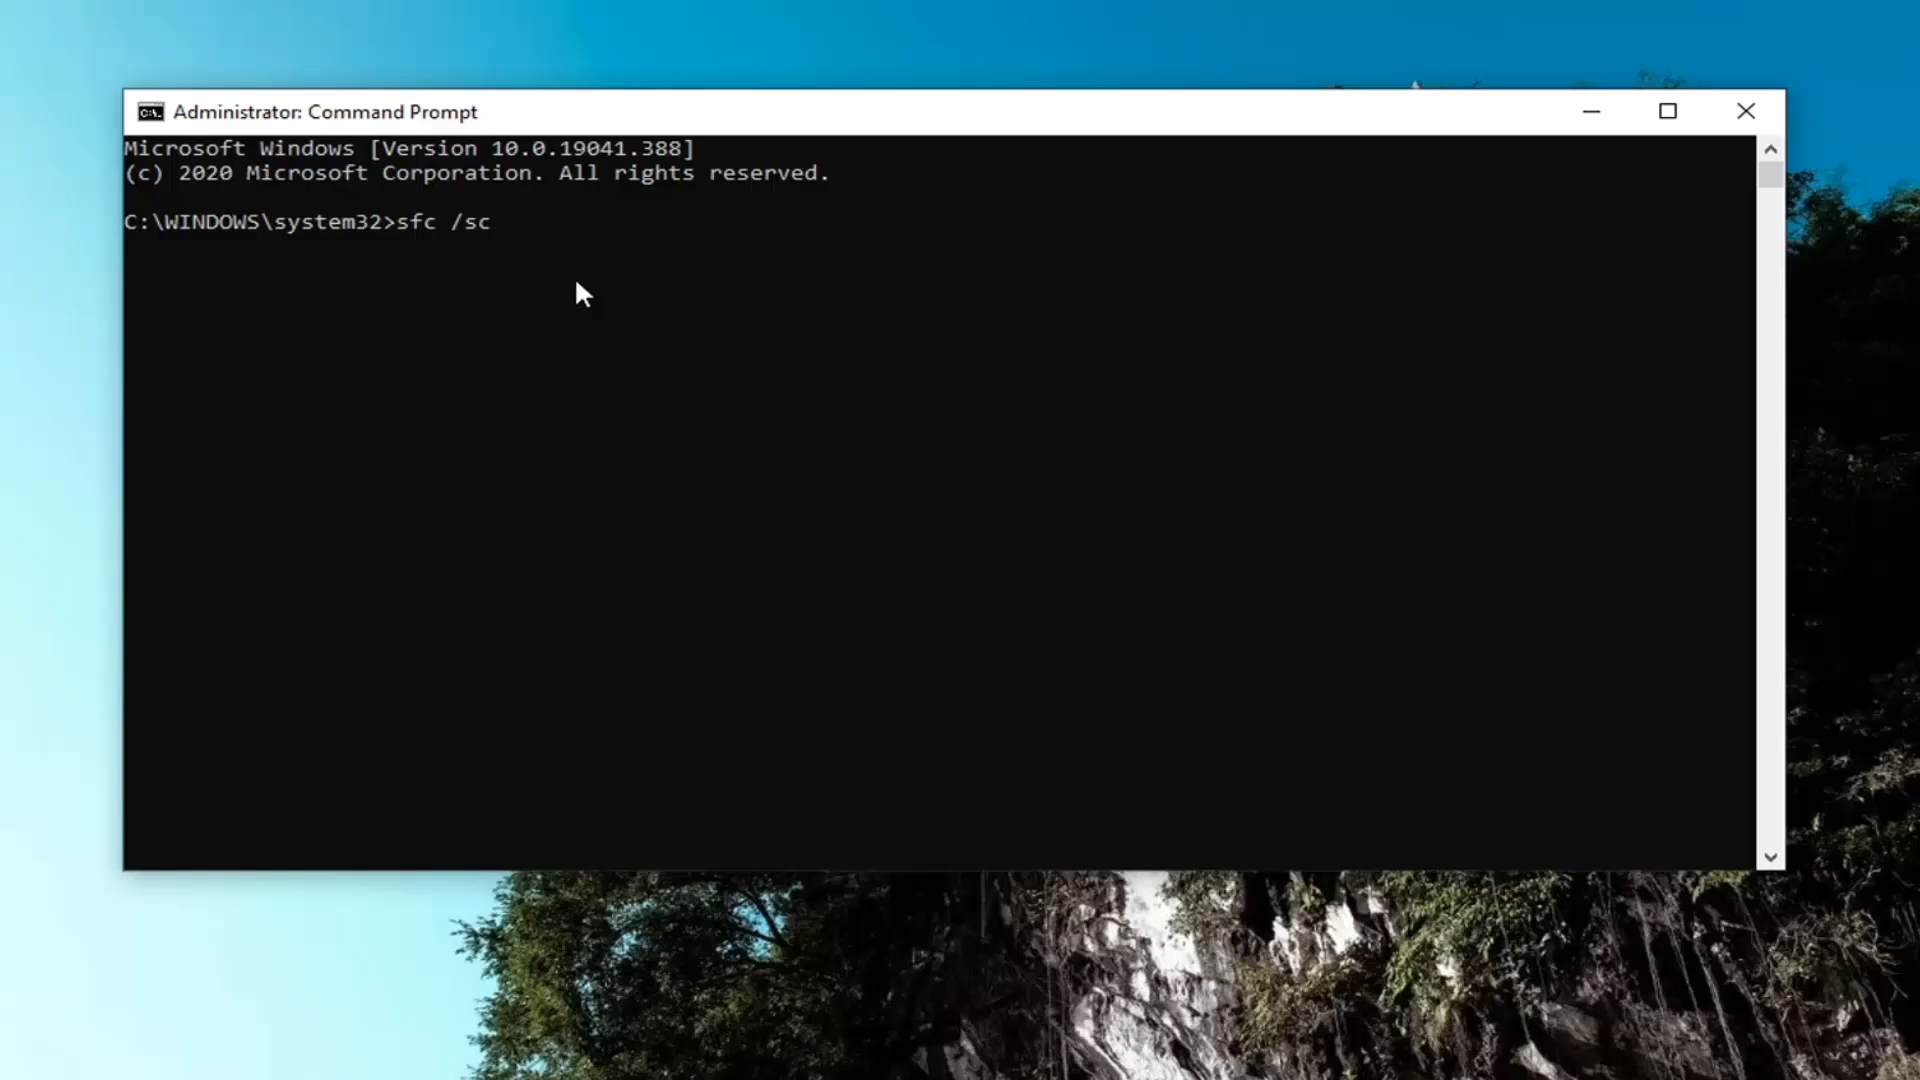 Administrator: Command Prompt
Microsoft Windows [Version 10.0.19041.388]
(c) 2020 Microsoft Corporation. All rights reserved.
C:\WINDOWS\system32>sfc /sc